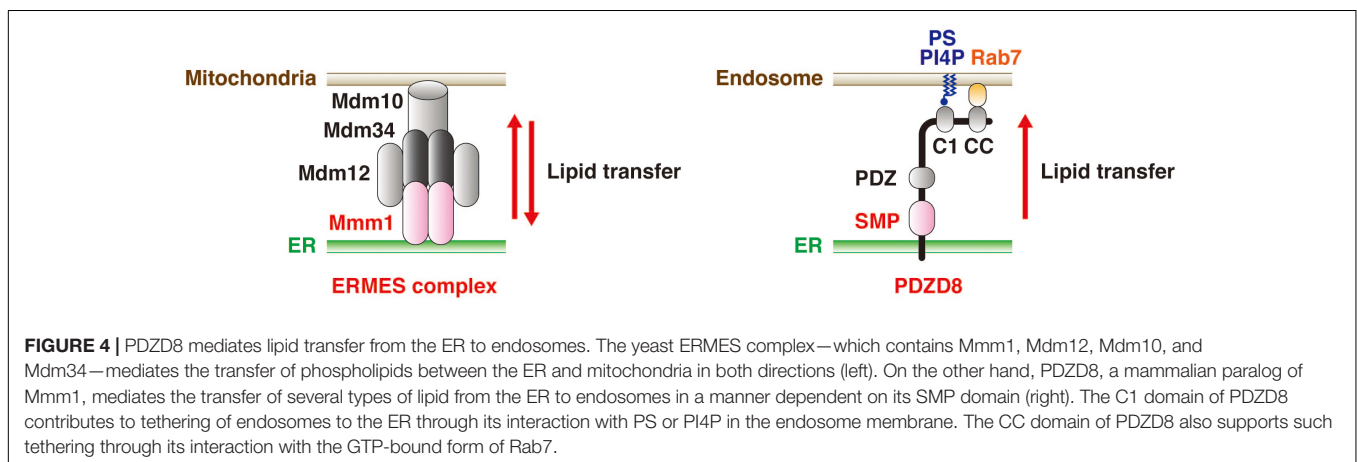 Mitochondria
Mdm10
Mdm34
Mdm12
Mmm1
ER
Lipid transfer
ERMES complex
PS
PI4P Rab7
Endosome
C1 CC
PDZ
SMP
ER
Lipid transfer
PDZD8
FIGURE 4 | PDZD8 mediates lipid transfer from the ER to endosomes. The yeast ERMES complex—which contains Mmm1, Mdm12, Mdm10, and
Mdm34—mediates the transfer of phospholipids between the ER and mitochondria in both directions (left). On the other hand, PDZD8, a mammalian paralog of
Mmm1, mediates the transfer of several types of lipid from the ER to endosomes in a manner dependent on its SMP domain (right). The C1 domain of PDZD8
contributes to tethering of endosomes to the ER through its interaction with PS or PI4P in the endosome membrane. The CC domain of PDZD8 also supports such
tethering through its interaction with the GTP-bound form of Rab7.